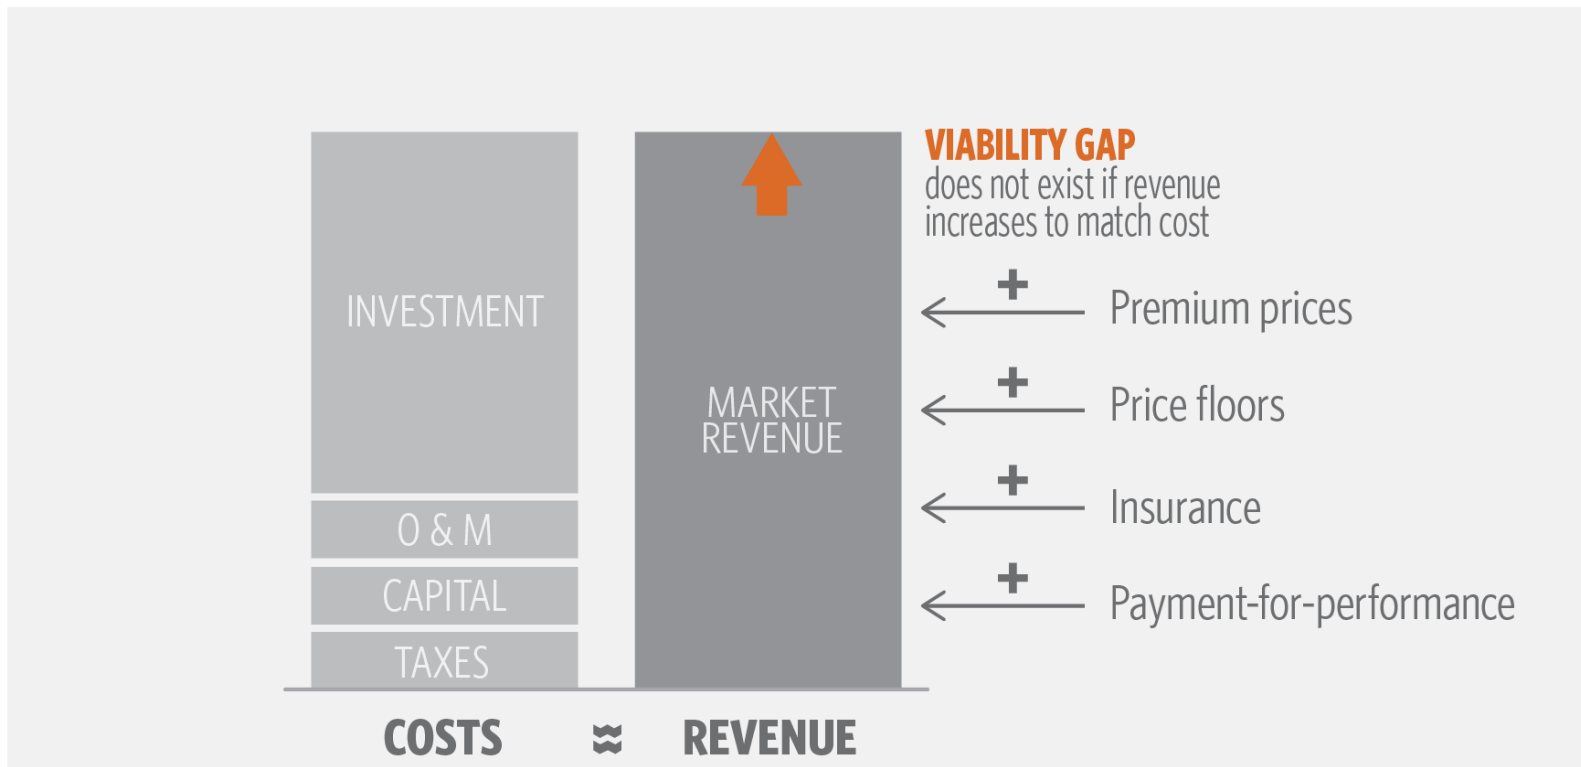 VIABILITY GAP
does not exist if revenue
increases to match cost
INVESTMENT
O & M
CAPITAL
TAXES
MARKET
REVENUE
+
Premium prices
+
Price floors
+
Insurance
+
Payment-for-performance
COSTS ≈ REVENUE